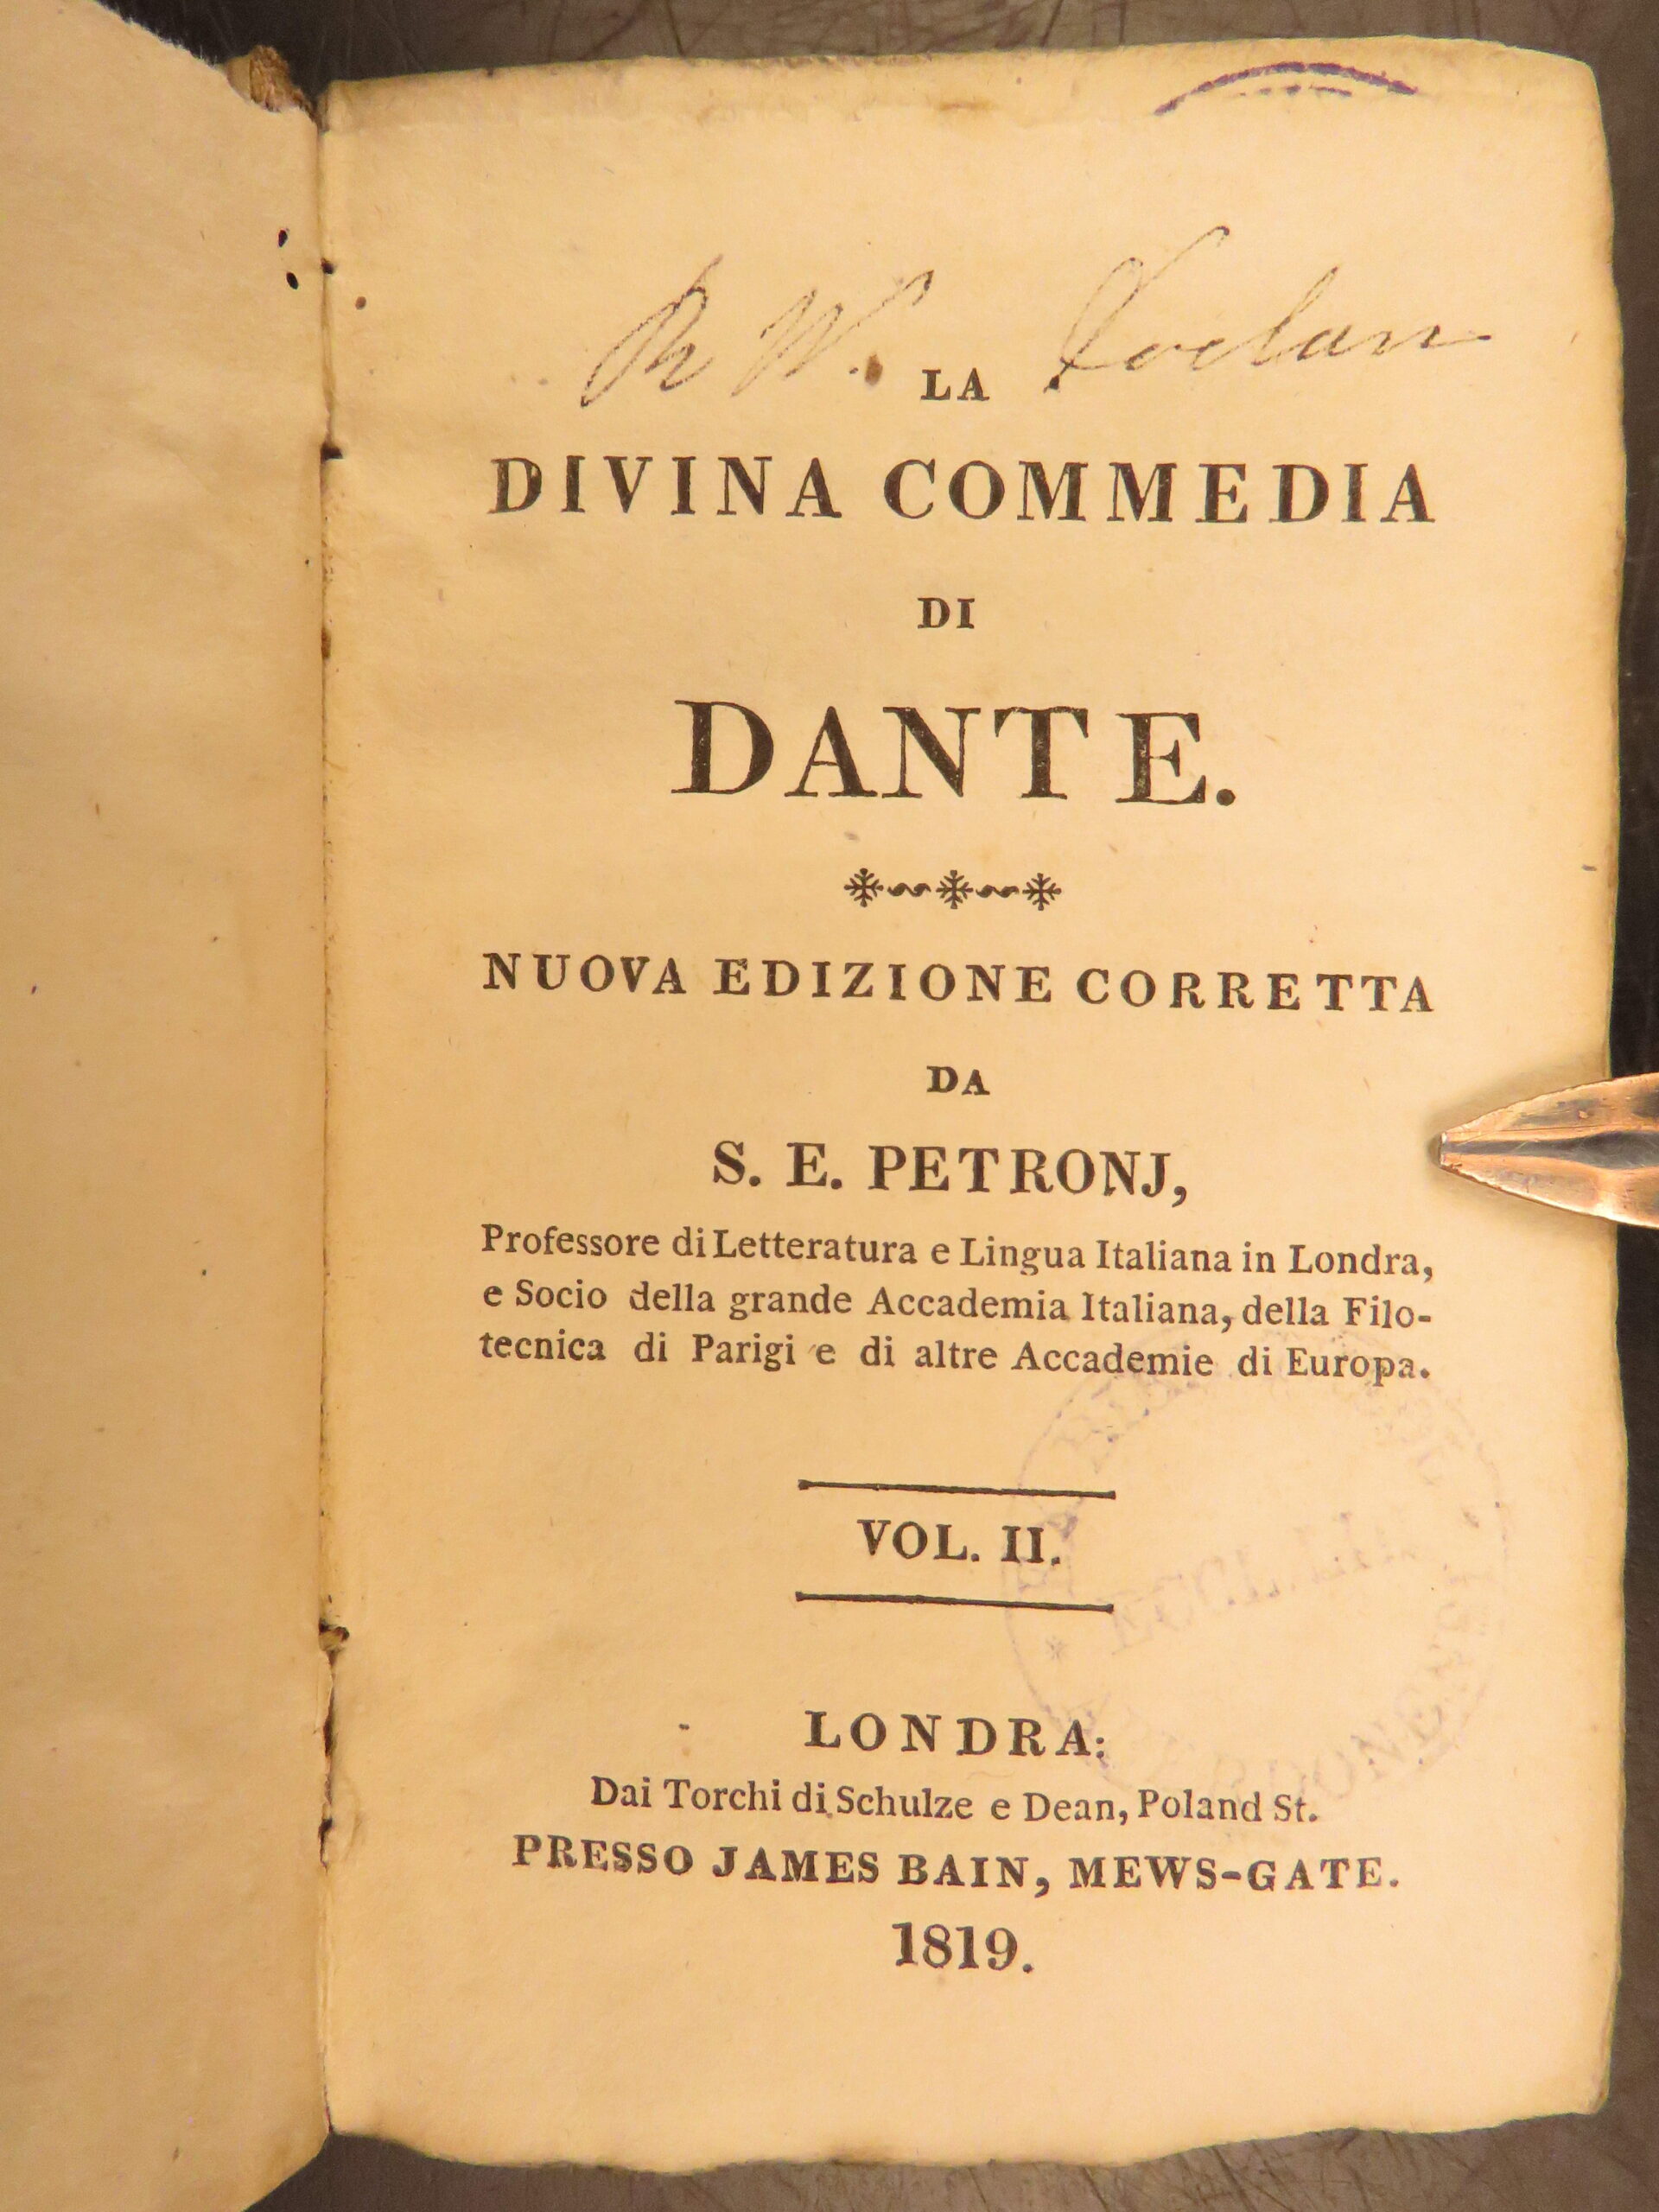 R W.
LA
DIVINA COMMEDIA
DI
DANTE.
NUOVA EDIZIONE CORRETTA
DA
S. E. PETRONJ,
Professore di Letteratura e Lingua Italiana in Londra,
e Socio della grande Accademia Italiana, della Filo-
tecnica di Parigi e di altre Accademie di Europa.
VOL. II.
LONDRA:
Dai Torchi di Schulze e Dean, Poland St.
PRESSO JAMES BAIN, MEWS-GATE.
1819.